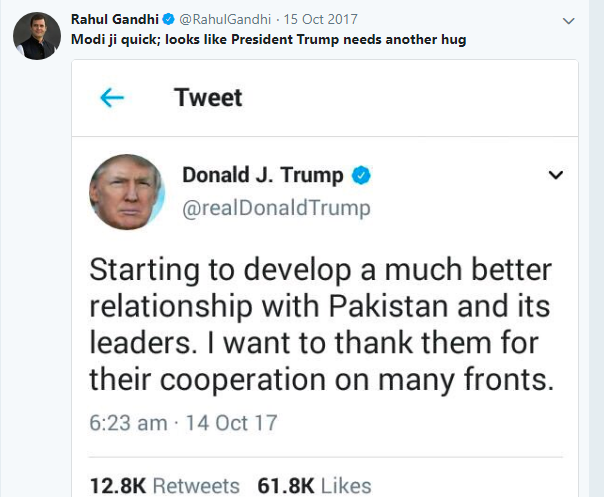 Rahul Gandhi @RahulGandhi · 15 Oct 2017
Modi ji quick; looks like President Trump needs another hug
Tweet
Donald J. Trump
@realDonaldTrump
Starting to develop a much better
relationship with Pakistan and its
leaders. I want to thank them for
their cooperation on many fronts.
6:23 am · 14 Oct 17
12.8K Retweets 61.8K Likes